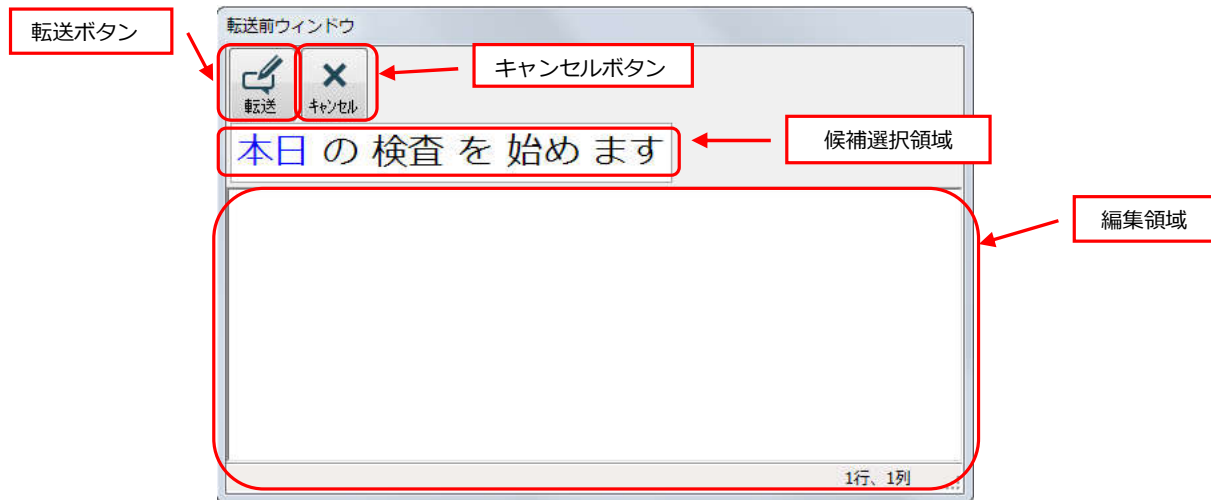 転送ボタン
転送前ウィンドウ
転送
キャンセル
キャンセルボタン
本日 の 検査 を 始め ます
候補選択領域
編集領域
1行、1列